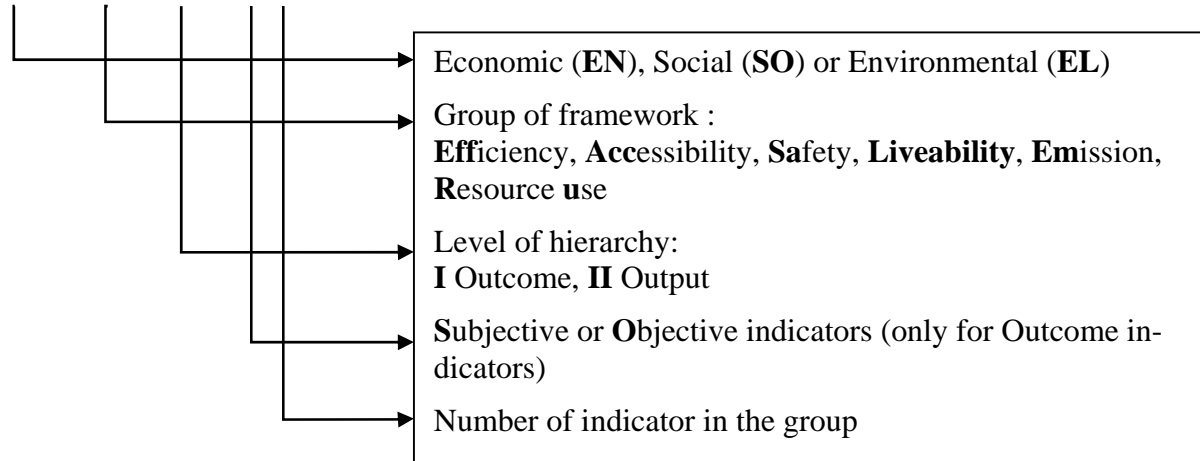 Economic (EN), Social (SO) or Environmental (EL)
Group of framework :
Efficiency, Accessibility, Safety, Liveability, Emission,
Resource use
Level of hierarchy:
I Outcome, II Output
Subjective or Objective indicators (only for Outcome in-
dicators)
Number of indicator in the group